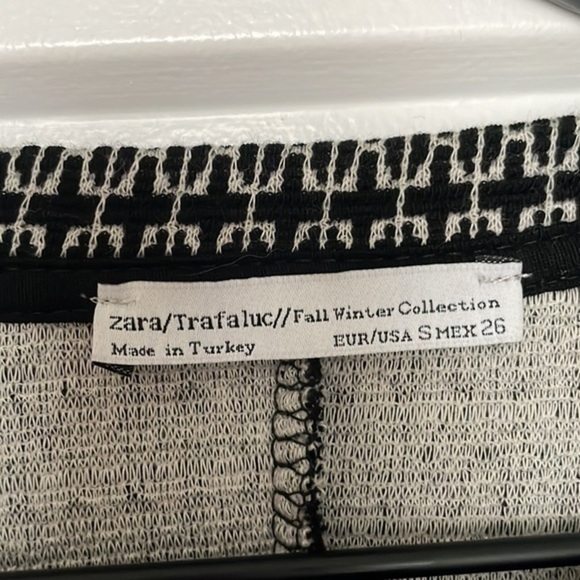 zara/Trafaluc//Fall Winter Collection
Made in Turkey EUR/USA S MEX 26